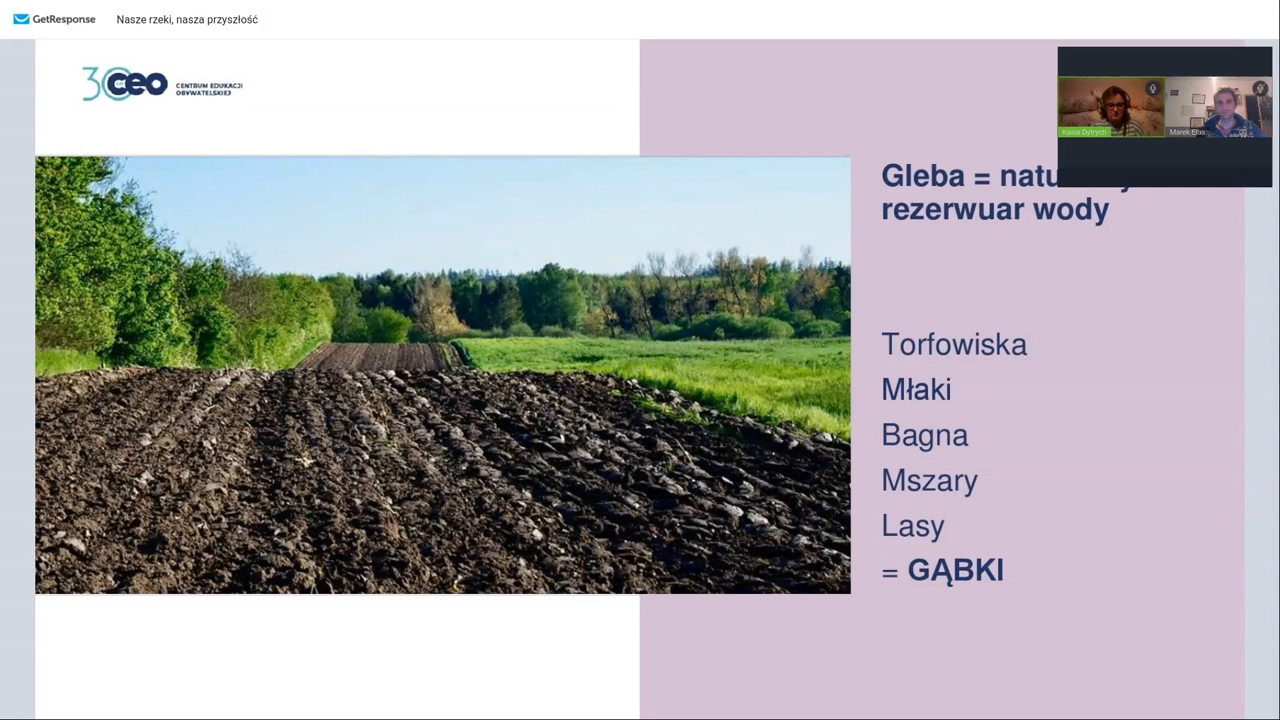 GetResponse
Nasze rzeki, nasza przyszłość
30 ceo CENTRUM EDUKACJI
OBYWATELSKIEJ
Kasia Dytrych
Marek Elas
Gleba =
rezerwuar wody
Torfowiska
Młaki
Bagna
Mszary
Lasy
= GĄBKI